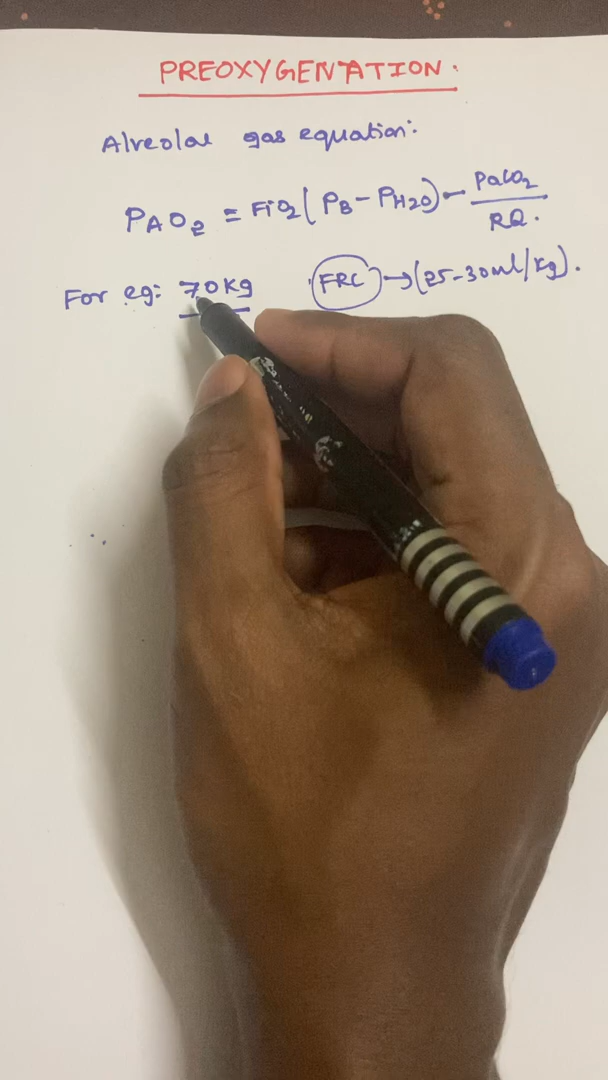 PREOXYGENATION.
Alveolar gas equation:
PAO2 = FiO2 (PB - PH2O) - PaCO2 / RQ.
For eg: 70kg FRC → (25-30ml/kg).